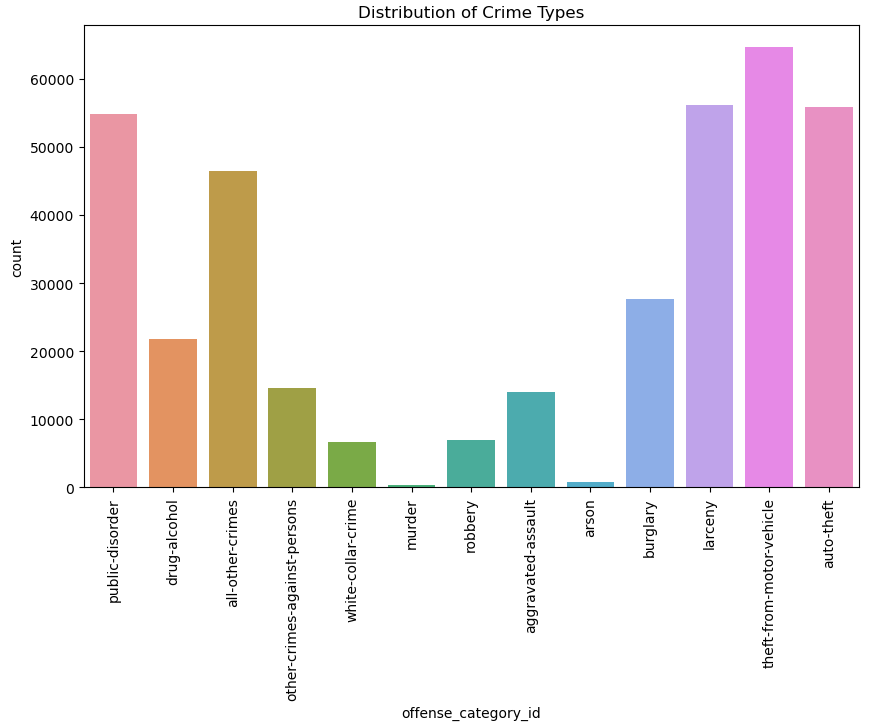 Distribution of Crime Types
60000
50000
40000
30000
20000
10000
0
count
public-disorder
drug-alcohol
all-other-crimes
other-crimes-against-persons
white-collar-crime
murder
robbery
aggravated-assault
arson
burglary
larceny
theft-from-motor-vehicle
auto-theft
offense_category_id